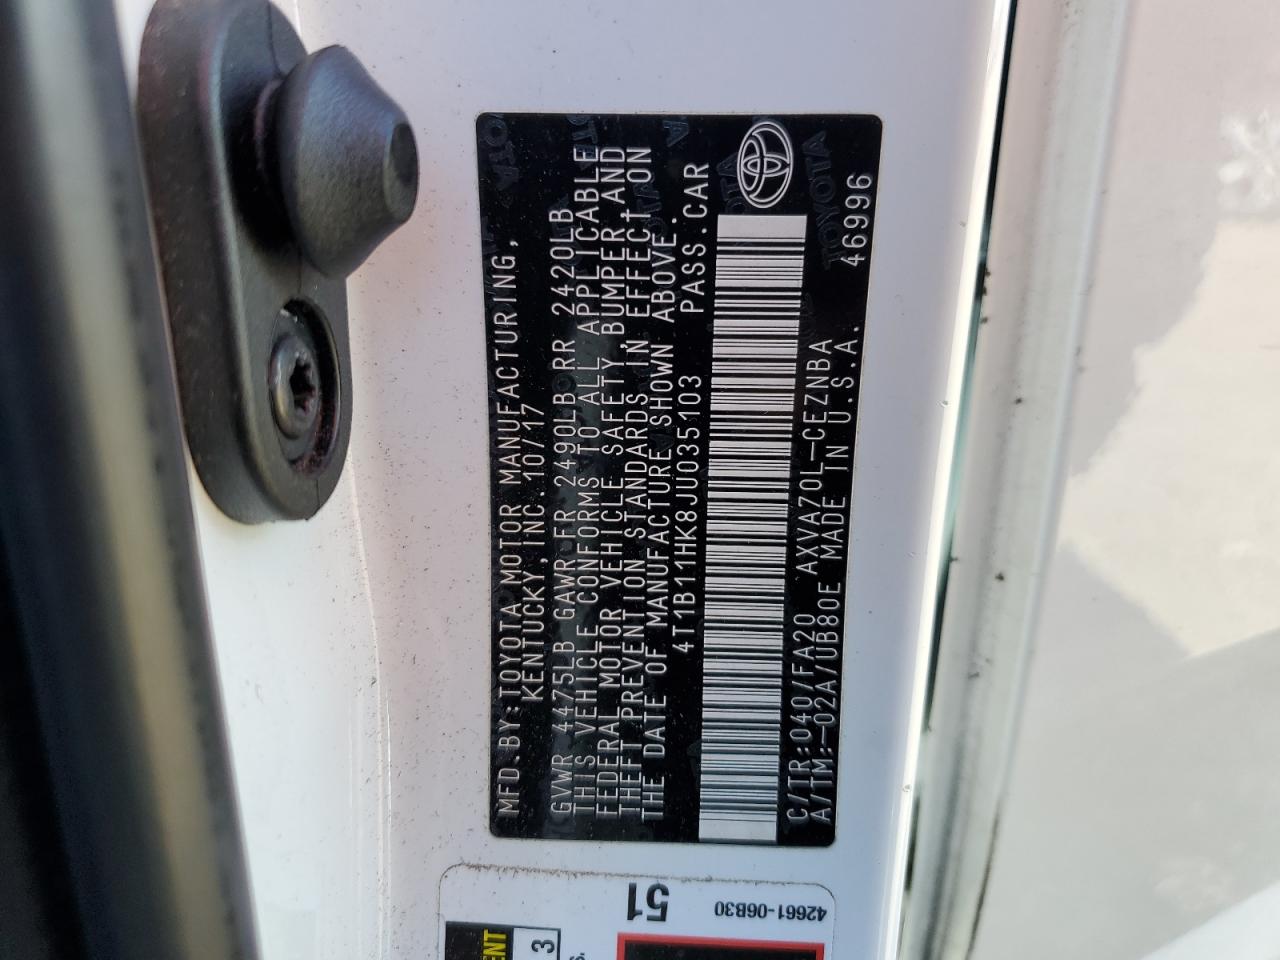 MFD.BY:TOYOTA MOTOR MANUFACTURING,
KENTUCKY,INC.10/17
GVWR 4475LB GAWR FR 2490LB RR 2420LB
THIS VEHICLE CONFORMS TO ALL APPLICABLE
FEDERAL MOTOR VEHICLE SAFETY, BUMPER,AND
THEFT PREVENTION STANDARDS IN EFFECT ON
THE DATE OF MANUFACTURE SHOWN ABOVE.
4T1B11HK8JU035103 PASS.CAR
C/TR:040/FA20 AXVA70L-CEZNBA
A/TM:-02A/UB80E MADE IN U.S.A. 46996
TOYOTA
51
42661-06B30
3